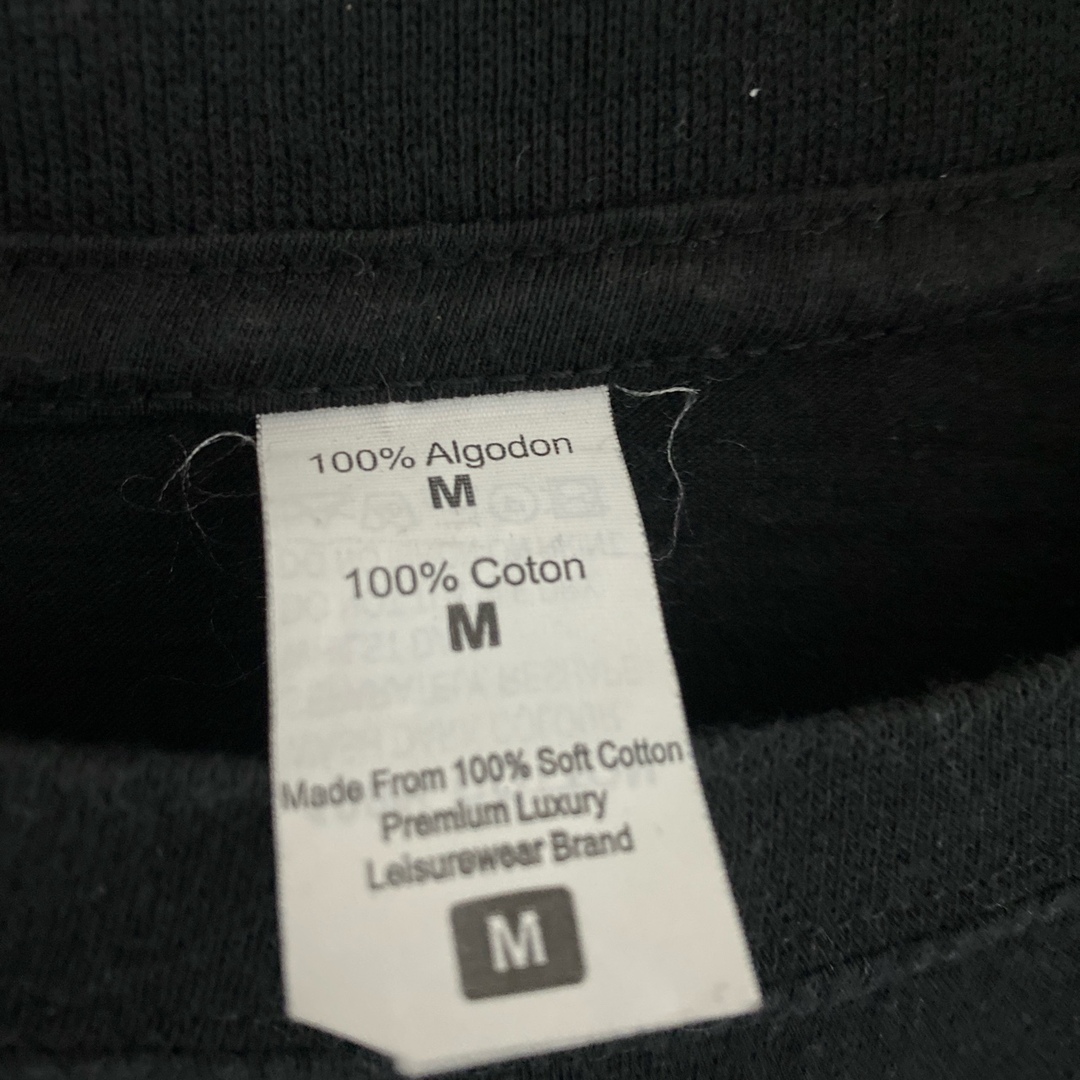 100% Algodon
M
100% Coton
M
Made From 100% Soft Cotton
Premium Luxury
Leisurewear Brand
M